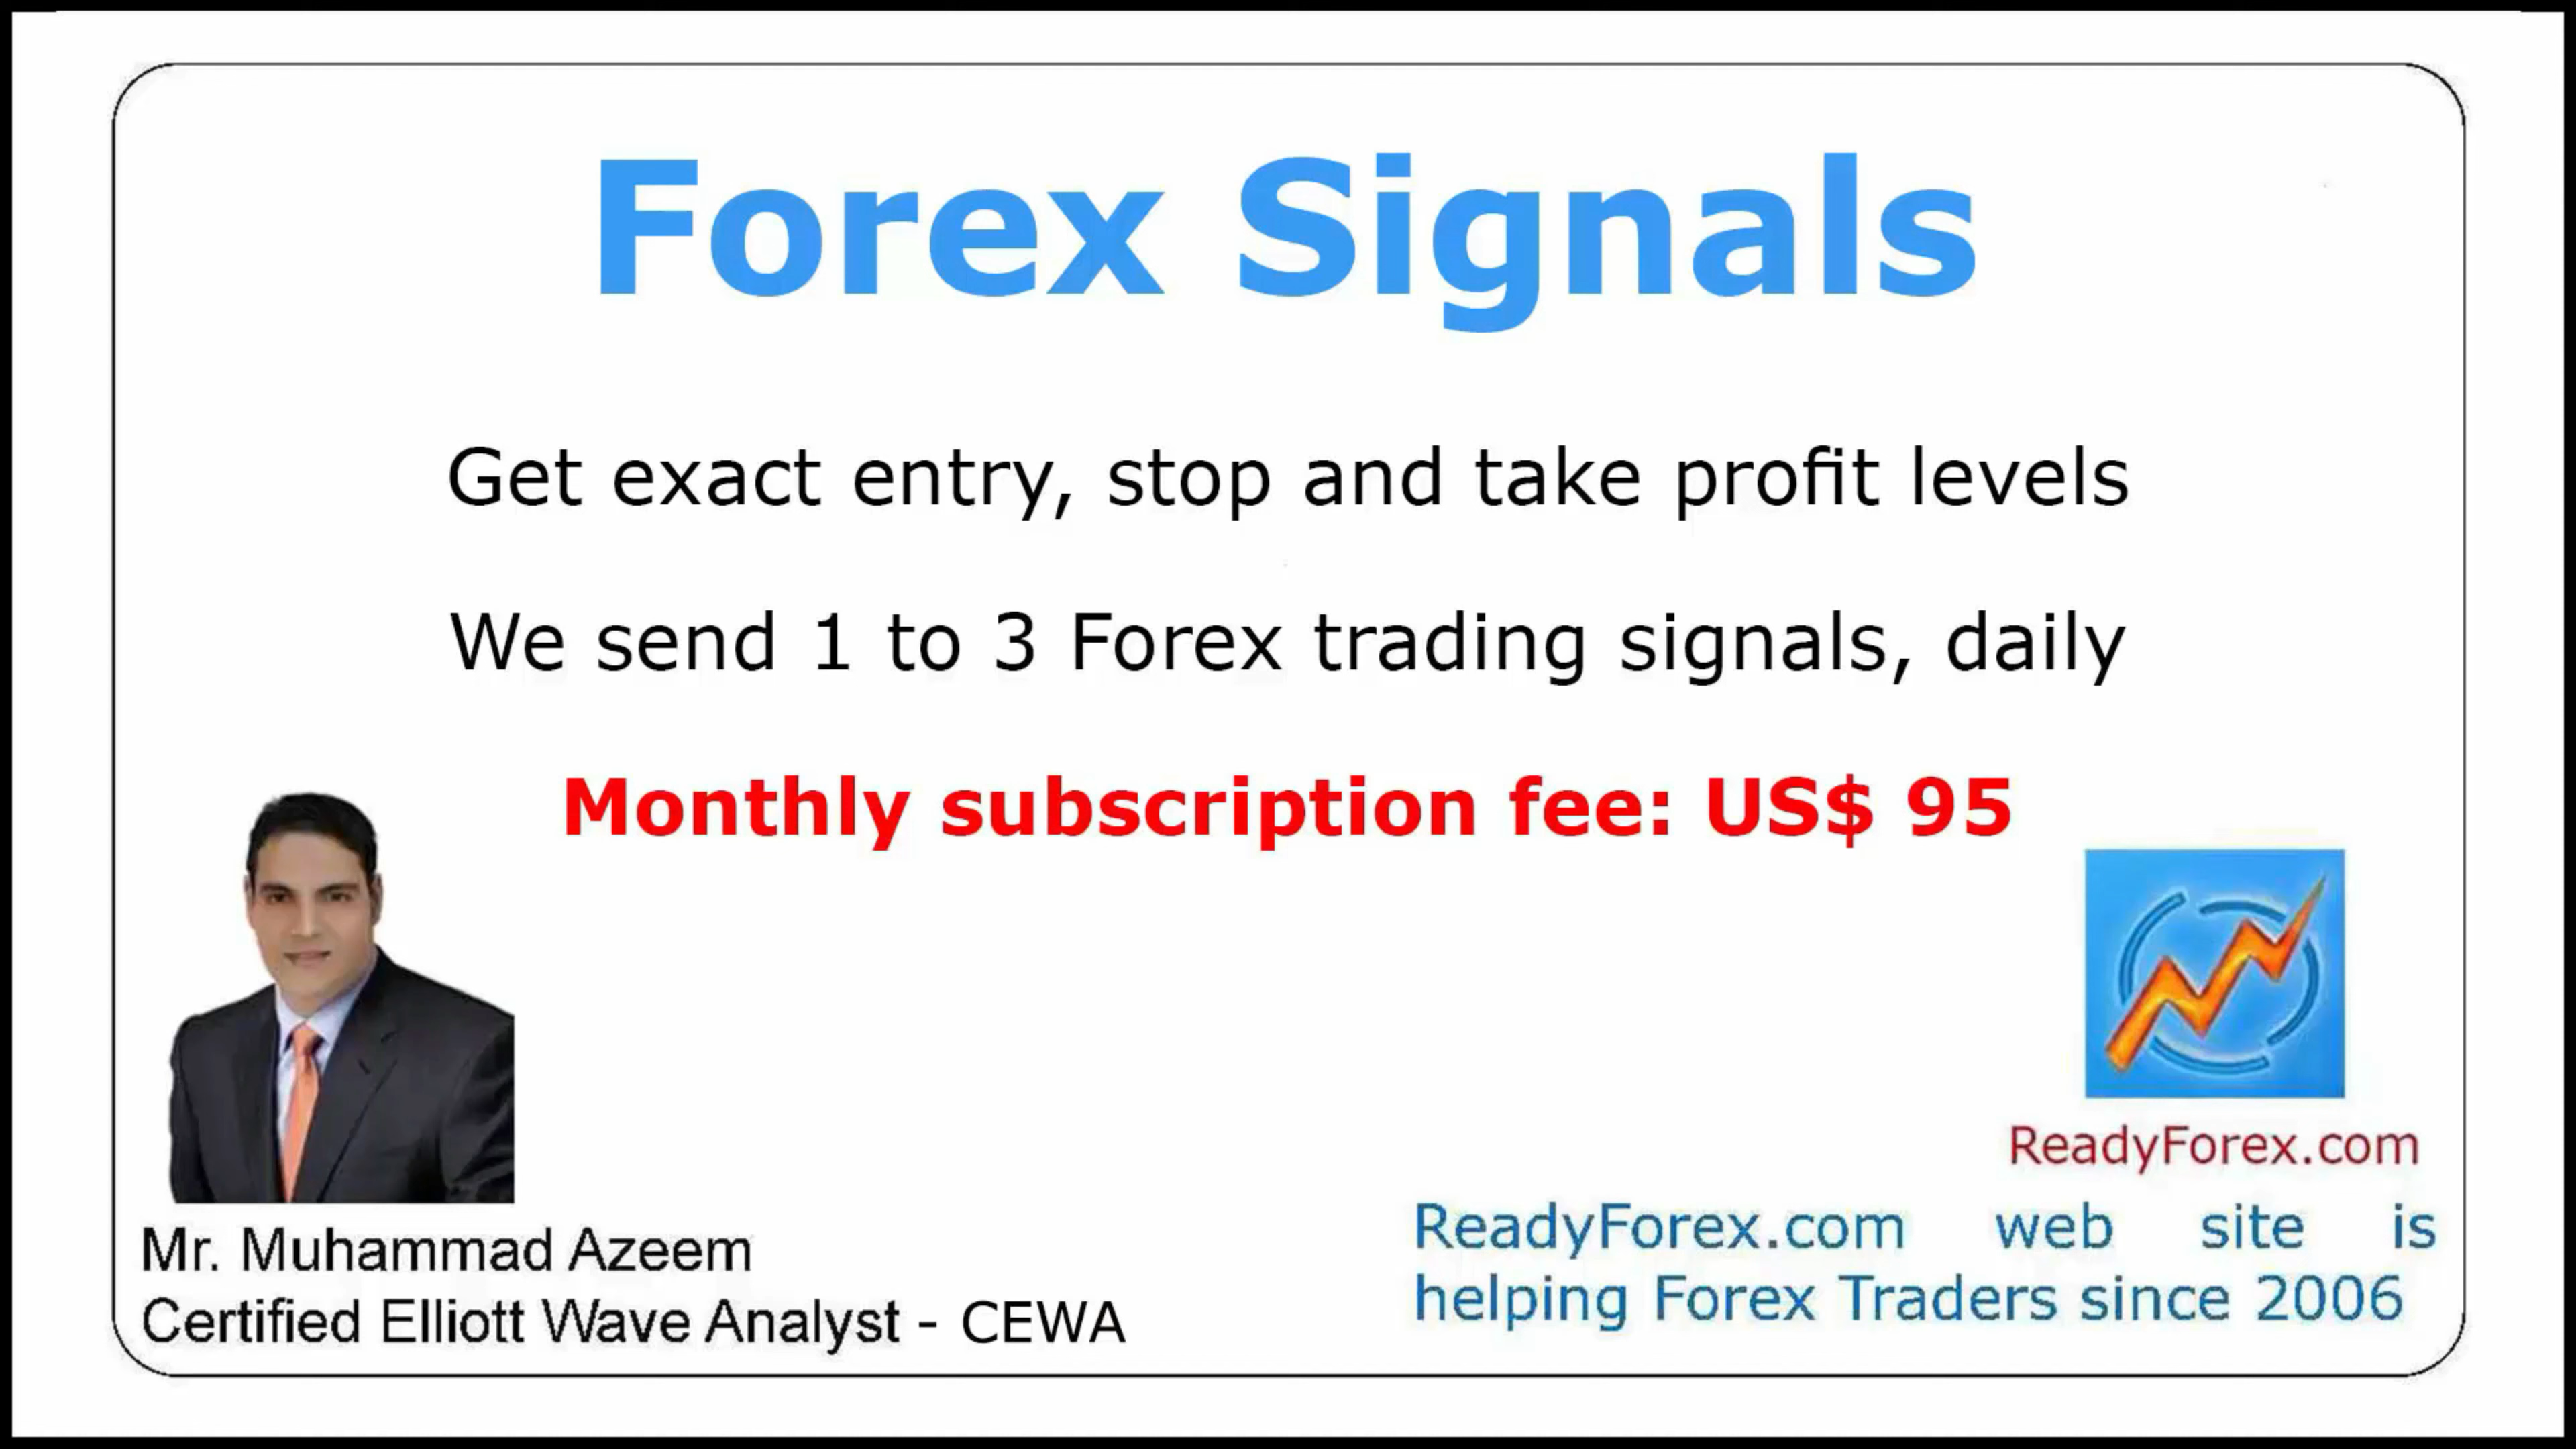 Forex Signals
Get exact entry, stop and take profit levels
We send 1 to 3 Forex trading signals, daily
Monthly subscription fee: US$ 95
ReadyForex.com
Mr. Muhammad Azeem
Certified Elliott Wave Analyst - CEWA
ReadyForex.com web site is
helping Forex Traders since 2006